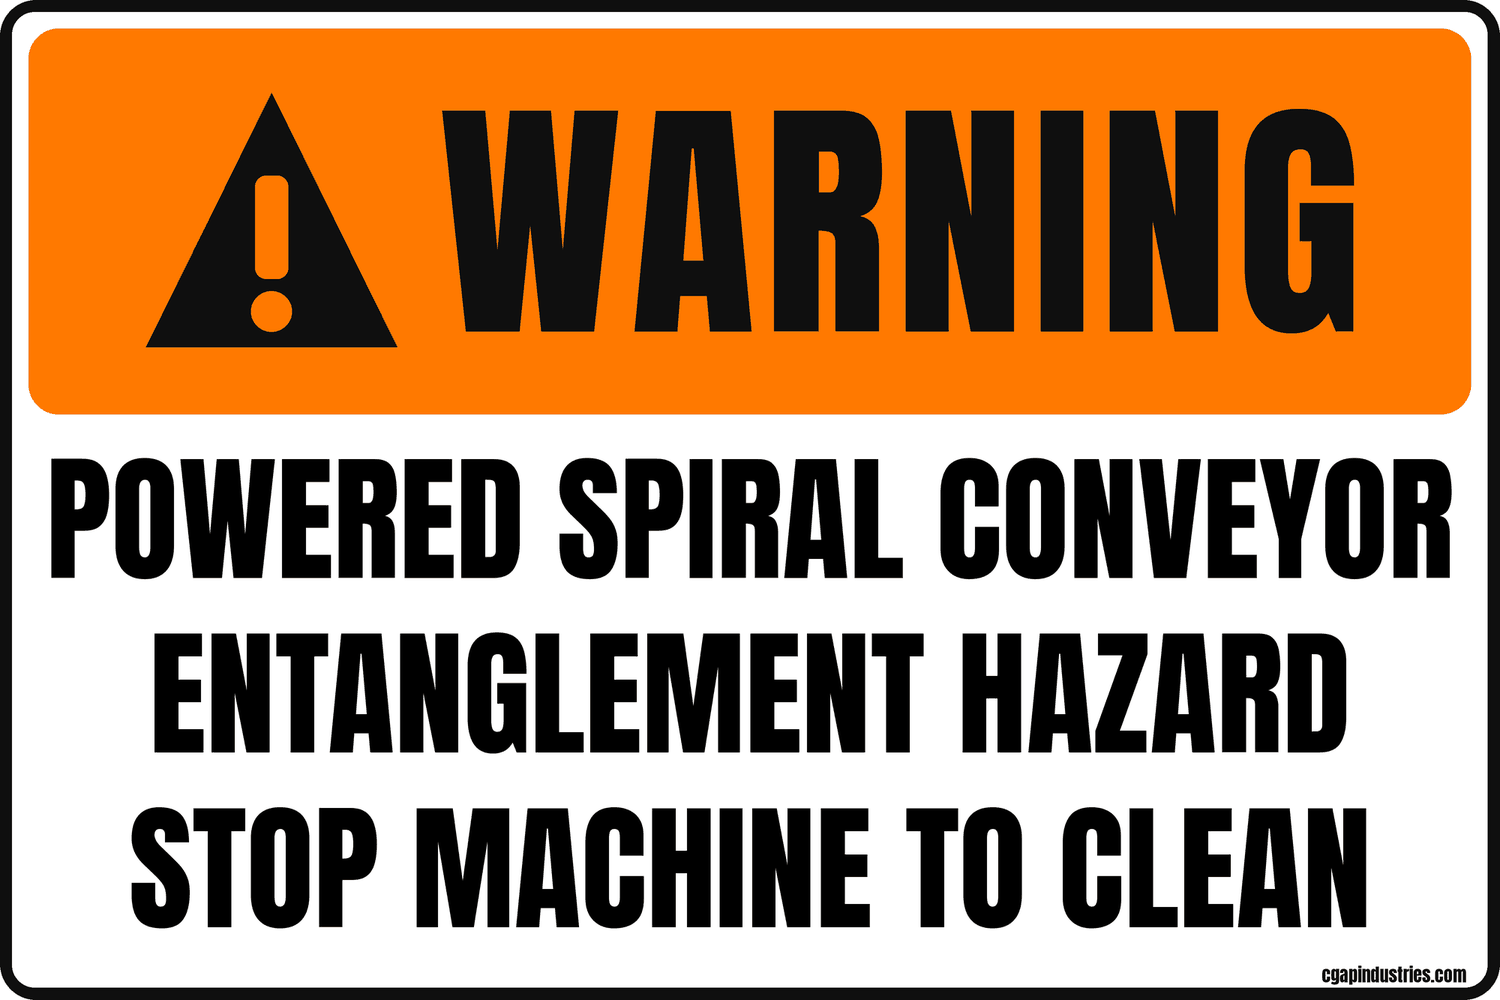 WARNING
POWERED SPIRAL CONVEYOR
ENTANGLEMENT HAZARD
STOP MACHINE TO CLEAN
cgapindustries.com